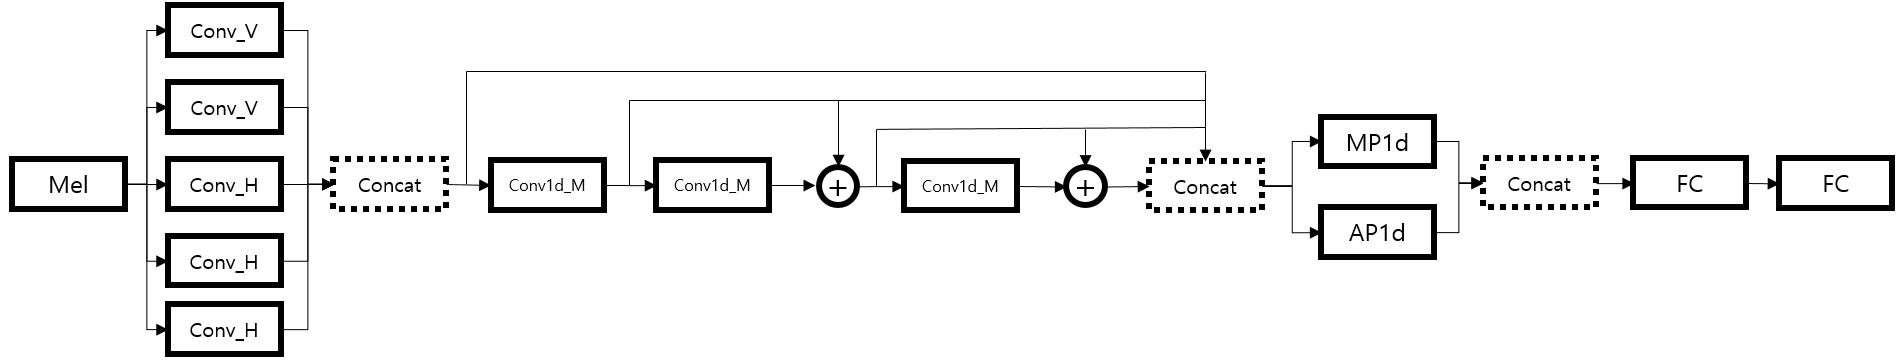 Mel
Conv_V
Conv_V
Conv_H
Conv_H
Conv_H
Concat
Conv1d_M
Conv1d_M
+
Conv1d_M
+
Concat
MP1d
AP1d
Concat
FC
FC